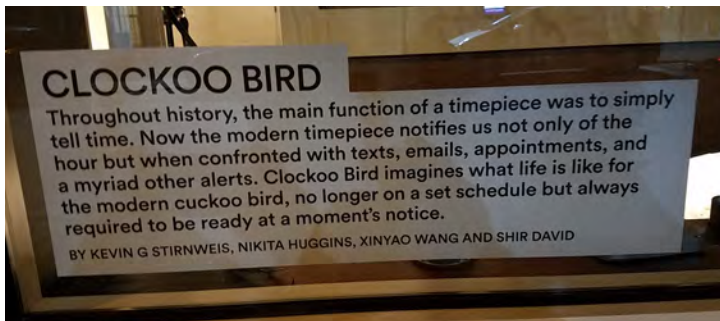 CLOCKOO BIRD
Throughout history, the main function of a timepiece was to simply
tell time. Now the modern timepiece notifies us not only of the
hour but when confronted with texts, emails, appointments, and
a myriad other alerts. Clockoo Bird imagines what life is like for
the modern cuckoo bird, no longer on a set schedule but always
required to be ready at a moment's notice.
BY KEVIN G STIRNWEIS, NIKITA HUGGINS, XINYAO WANG AND SHIR DAVID